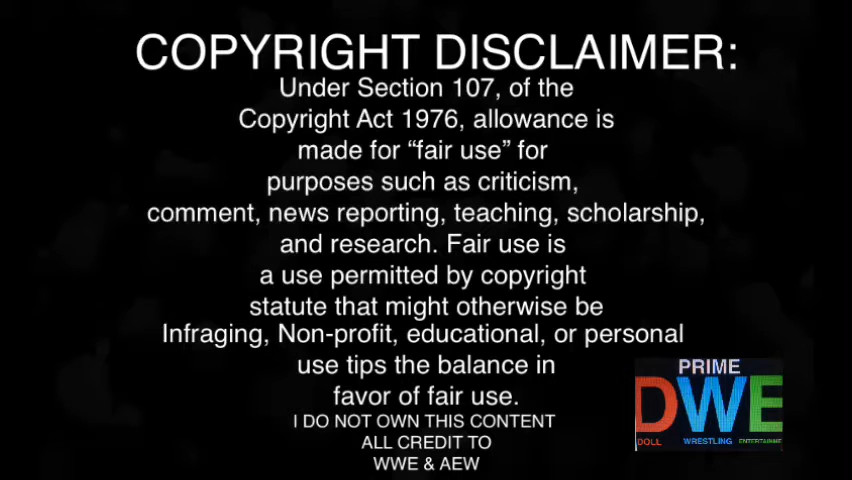 COPYRIGHT DISCLAIMER:
Under Section 107, of the
Copyright Act 1976, allowance is
made for “fair use” for
purposes such as criticism,
comment, news reporting, teaching, scholarship,
and research. Fair use is
a use permitted by copyright
statute that might otherwise be
Infraging, Non-profit, educational, or personal
use tips the balance in
favor of fair use.
I DO NOT OWN THIS CONTENT
ALL CREDIT TO
WWE & AEW
PRIME
DWE
DOLL WRESTLING ENTERTAINME